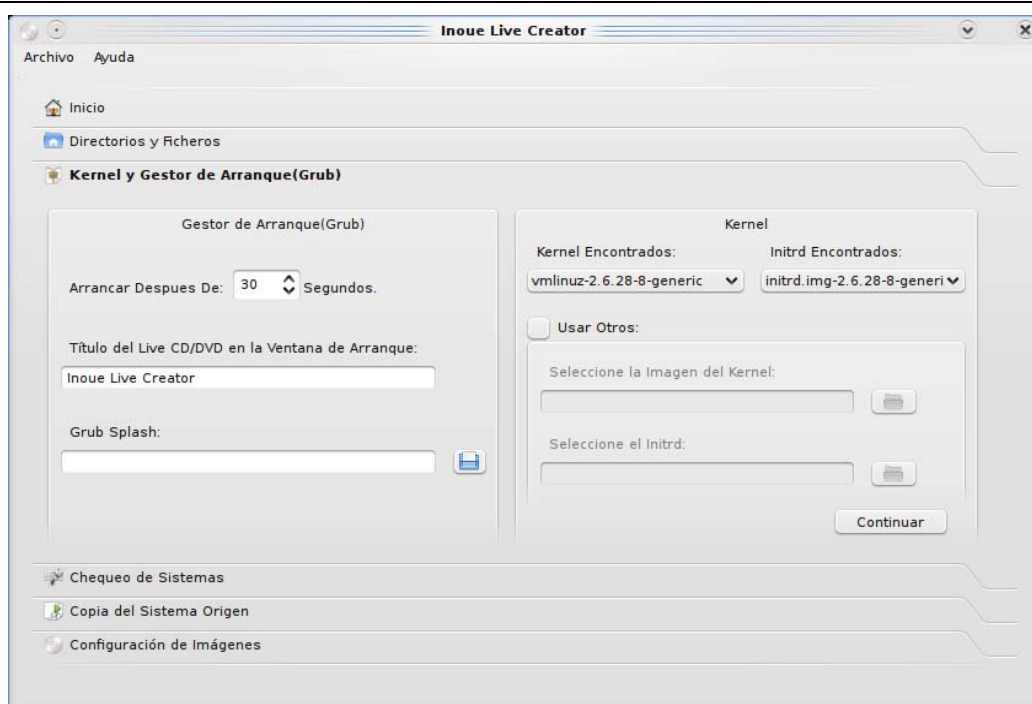 Inoue Live Creator
Archivo Ayuda
Inicio
Directorios y Ficheros
Kernel y Gestor de Arranque(Grub)
Gestor de Arranque(Grub)
Arrancar Despues De: 30 Segundos.
Título del Live CD/DVD en la Ventana de Arranque:
Inoue Live Creator
Grub Splash:
Kernel
Kernel Encontrados: Initrd Encontrados:
vmlinuz-2.6.28-8-generic initrd.img-2.6.28-8-generi
Usar Otros:
Seleccione la Imagen del Kernel:
Seleccione el Initrd:
Continuar
Chequeo de Sistemas
Copia del Sistema Origen
Configuración de Imágenes